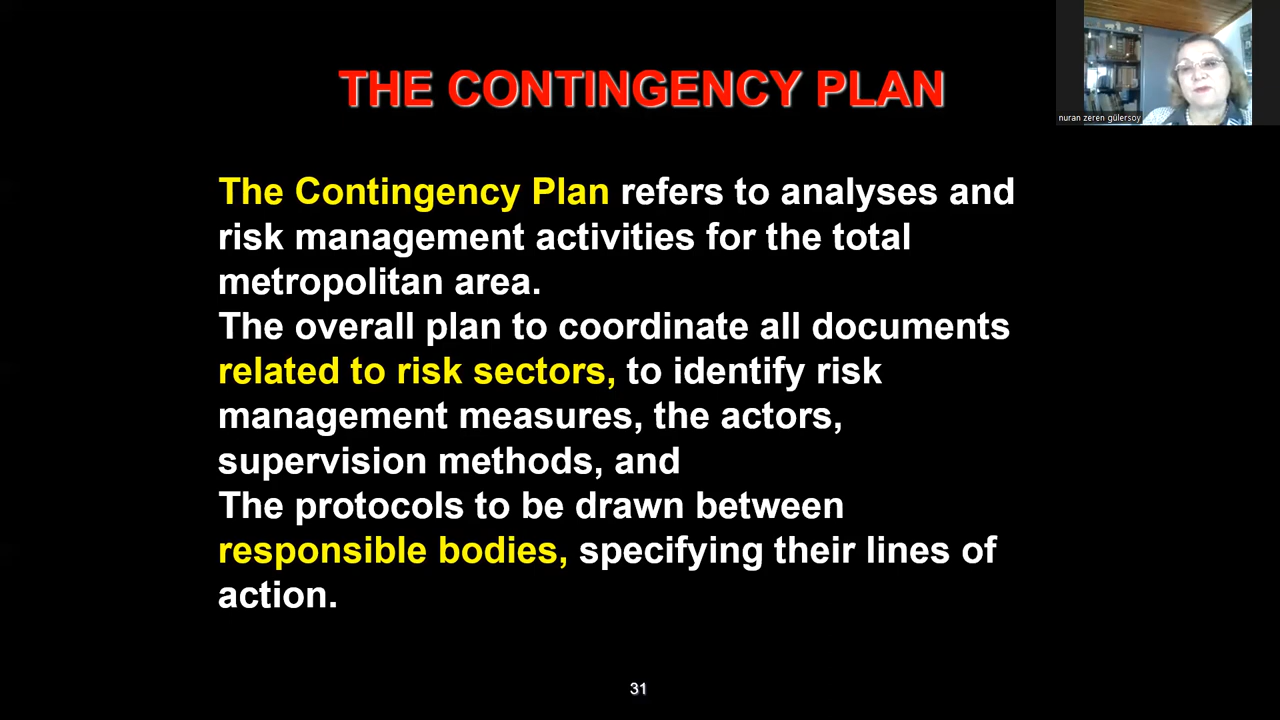 THE CONTINGENCY PLAN
nuran zeren gülersoy
The Contingency Plan refers to analyses and
risk management activities for the total
metropolitan area.
The overall plan to coordinate all documents
related to risk sectors, to identify risk
management measures, the actors,
supervision methods, and
The protocols to be drawn between
responsible bodies, specifying their lines of
action.
31